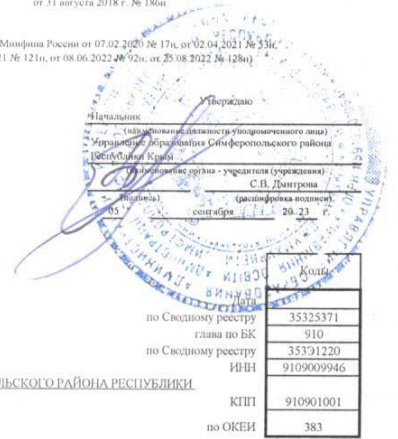 от 31 августа 2018 г. № 186н
Минфина России от 07.02.2020 № 17н, от 02.04.2021 № 53н,
21 № 121н, от 08.06.2022 № 92н, от 25.08.2022 № 128н)
Утверждаю
Начальник
(наименование должности уполномоченного лица)
Управление образования Симферопольского района
Республики Крым
(наименование органа - учредителя (учреждения)
С.В. Дмитрова
(подпись) (расшифровка подписи)
05 сентября 20 23 г.
Коды
Дата
по Сводному реестру 35325371
глава по БК 910
по Сводному реестру 353Э1220
ИНН 9109009946
ЛЬСКОГО РАЙОНА РЕСПУБЛИКИ
КПП 910901001
по ОКЕИ 383